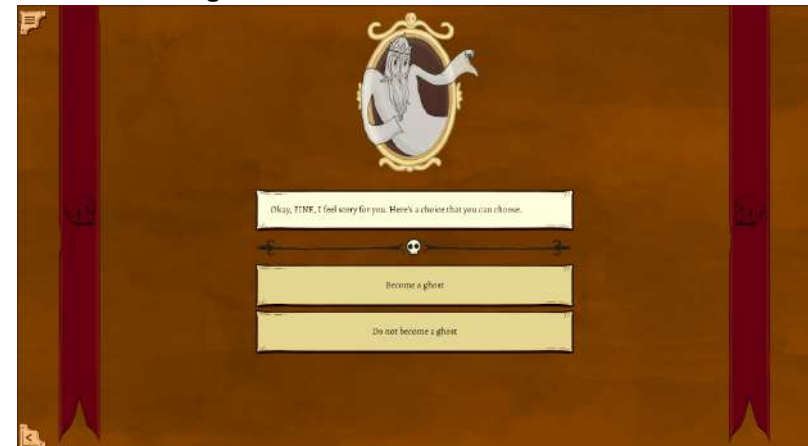 Okay, FINE, I feel sorry for you. Here's a choice that you can choose.
Become a ghost
Do not become a ghost